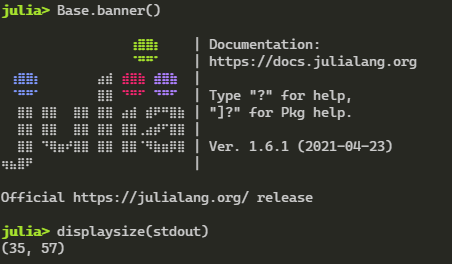 julia> Base.banner()
| Documentation:
| https://docs.julialang.org
|
| Type "?" for help,
| "]?" for Pkg help.
|
| Ver. 1.6.1 (2021-04-23)
|
Official https://julialang.org/ release
julia> displaysize(stdout)
(35, 57)